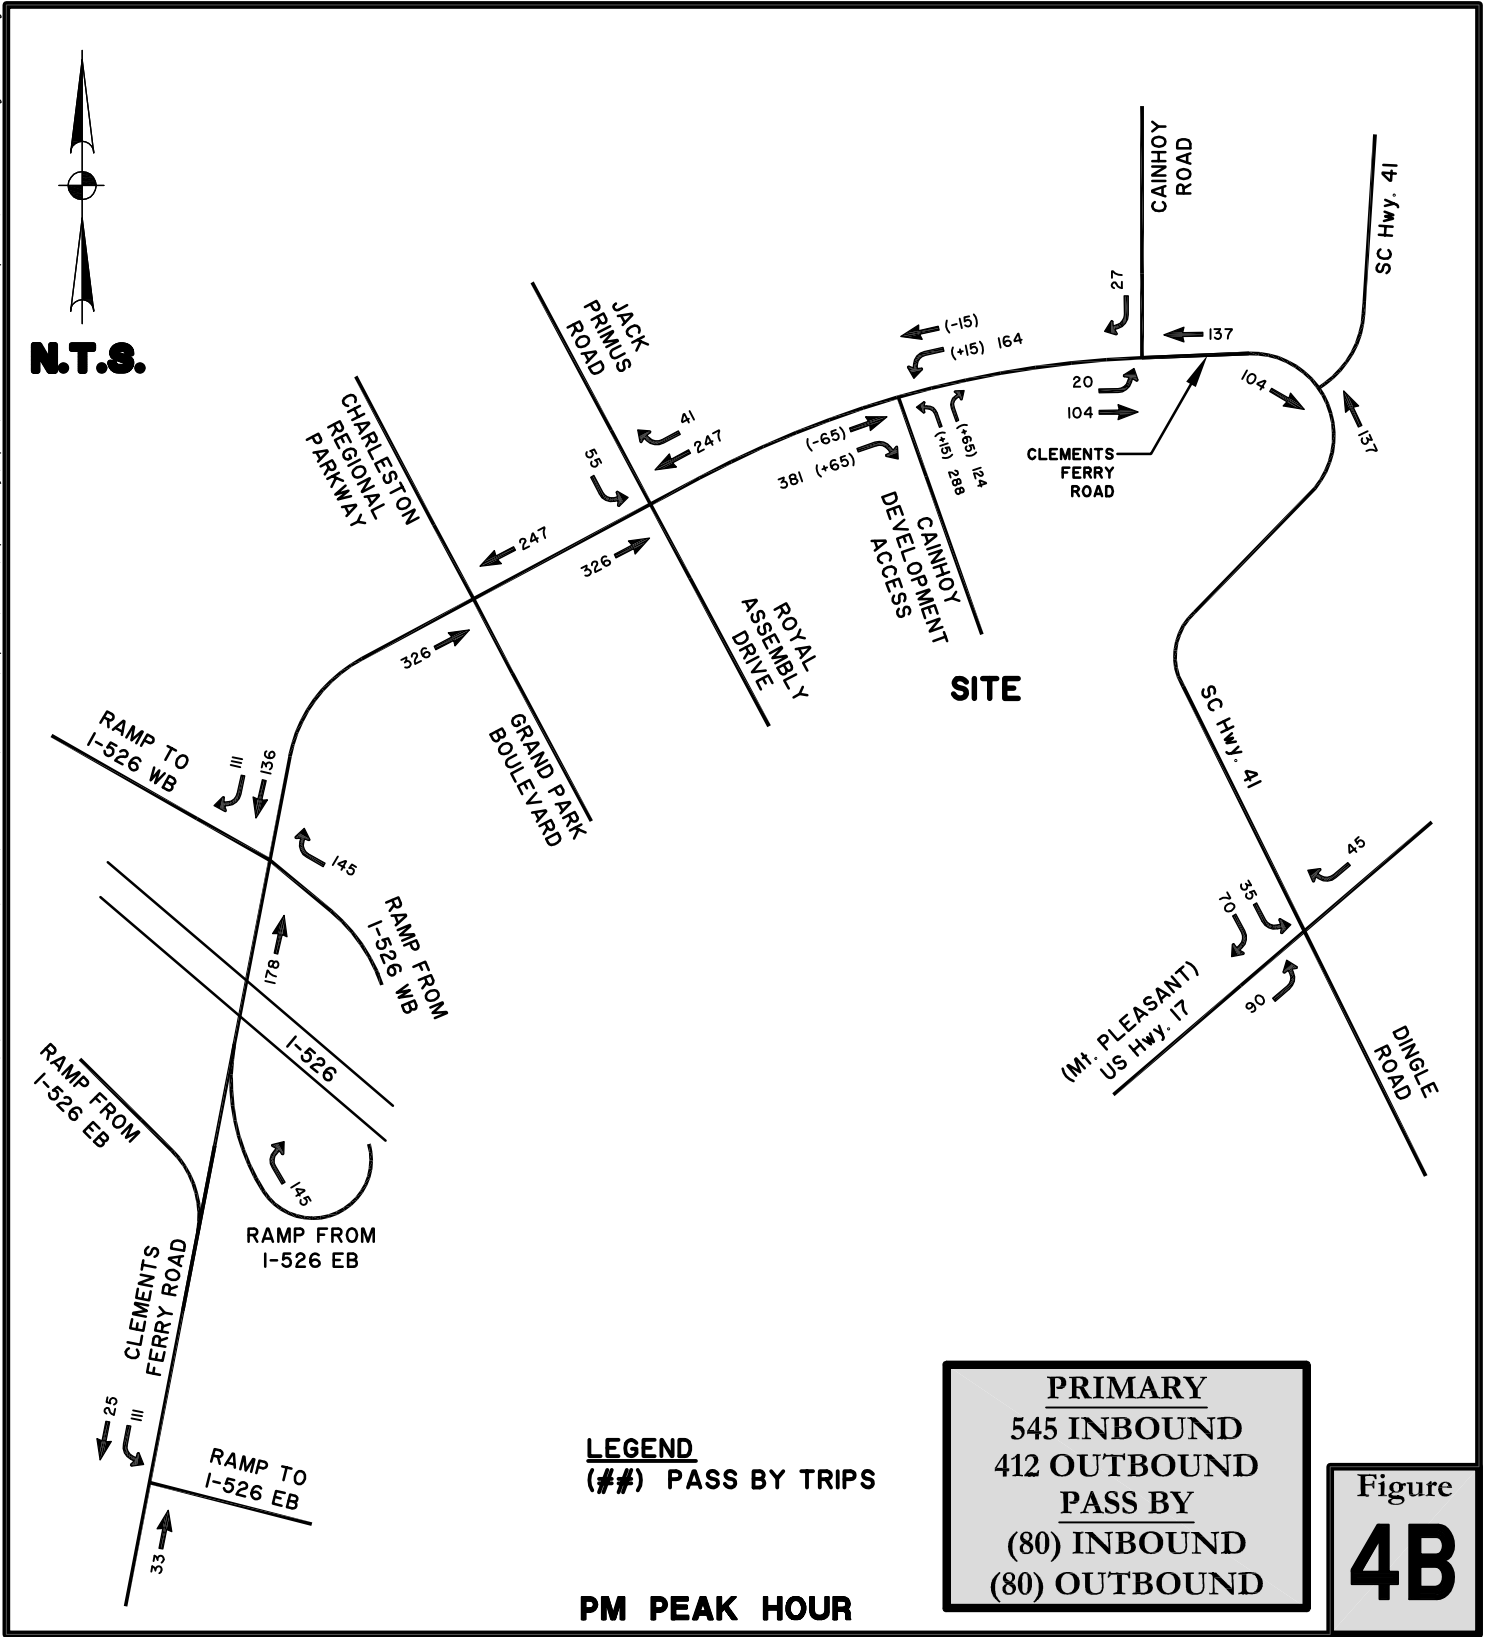 N.T.S.
CAINHOY
ROAD
SC Hwy. 41
27
137
20
104
104
137
CLEMENTS
FERRY
ROAD
(-15)
(+15) 164
(-65)
381 (+65)
(+15) 288
(+65) 124
CAINHOY
DEVELOPMENT
ACCESS
SITE
JACK
PRIMUS
ROAD
41
247
55
326
ROYAL
ASSEMBLY
DRIVE
CHARLESTON
REGIONAL
PARKWAY
247
326
GRAND PARK
BOULEVARD
RAMP TO
I-526 WB
111
136
145
RAMP FROM
I-526 WB
178
I-526
RAMP FROM
I-526 EB
145
RAMP FROM
I-526 EB
CLEMENTS
FERRY ROAD
25
111
RAMP TO
I-526 EB
33
SC Hwy. 41
45
35
70
90
(Mt. PLEASANT)
US Hwy. 17
DINGLE
ROAD
LEGEND
(##) PASS BY TRIPS
PM PEAK HOUR
PRIMARY
545 INBOUND
412 OUTBOUND
PASS BY
(80) INBOUND
(80) OUTBOUND
Figure
4B